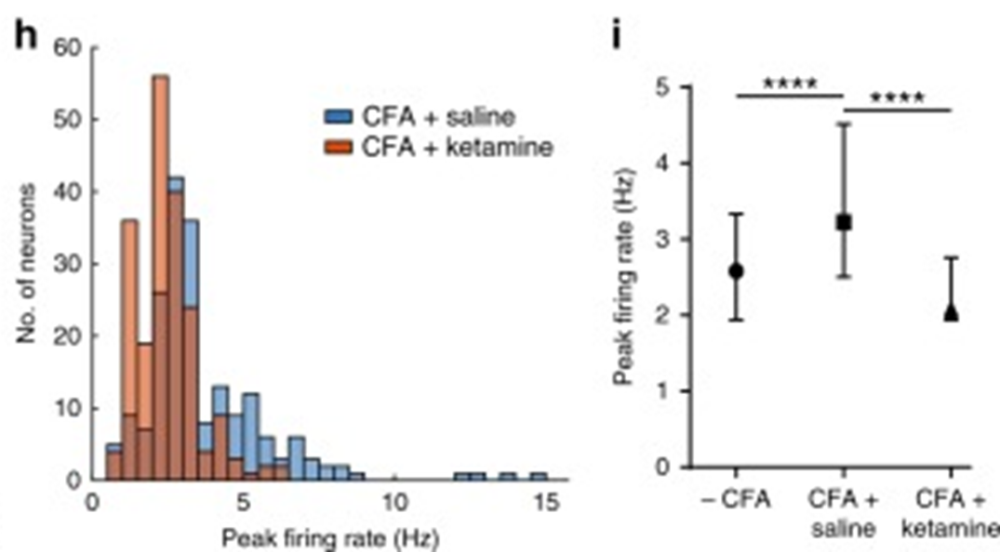 h
60
50
40
30
20
10
0
No. of neurons
CFA + saline
CFA + ketamine
0 5 10 15
Peak firing rate (Hz)
i
5
4
3
2
1
0
Peak firing rate (Hz)
**** ****
– CFA CFA + CFA +
saline ketamine